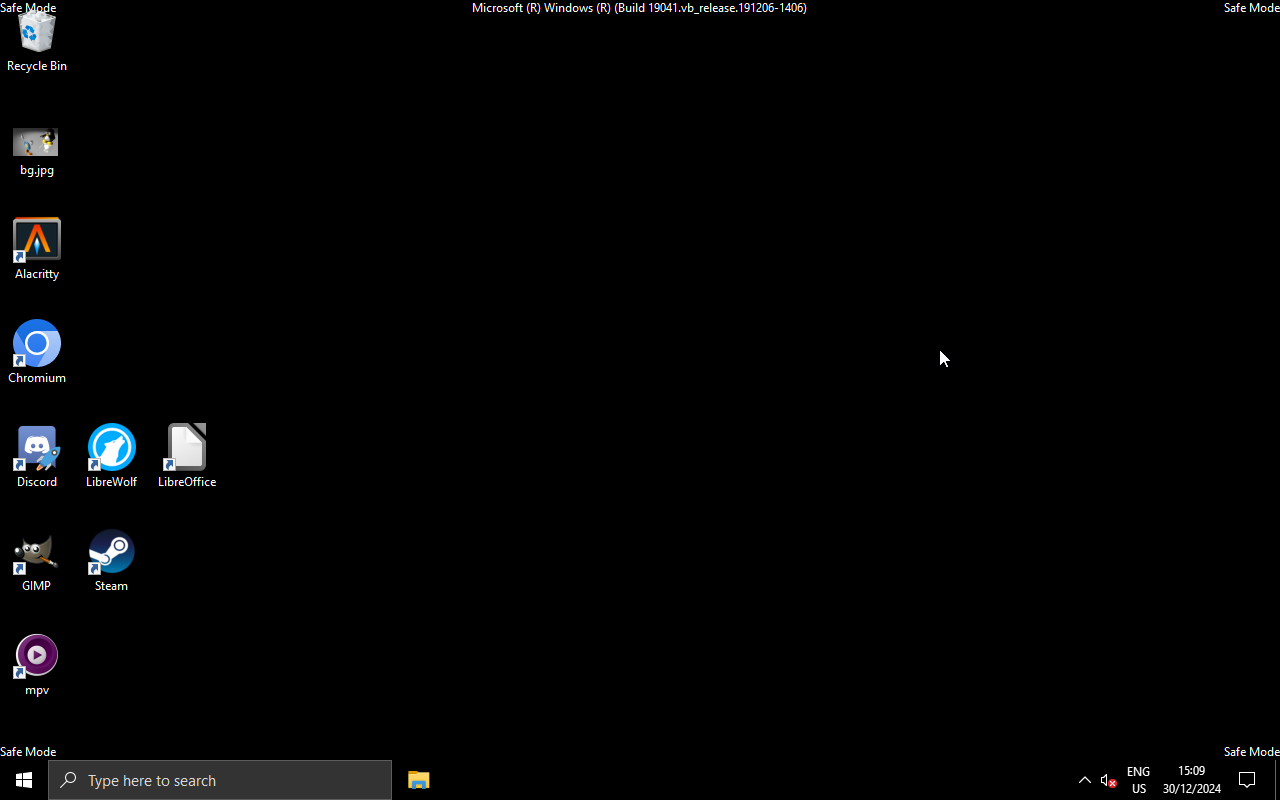 Safe Mode
Microsoft (R) Windows (R) (Build 19041.vb_release.191206-1406)
Safe Mode
Recycle Bin
bg.jpg
Alacritty
Chromium
Discord
LibreWolf
LibreOffice
GIMP
Steam
mpv
Safe Mode
Safe Mode
Type here to search
ENG
US
15:09
30/12/2024